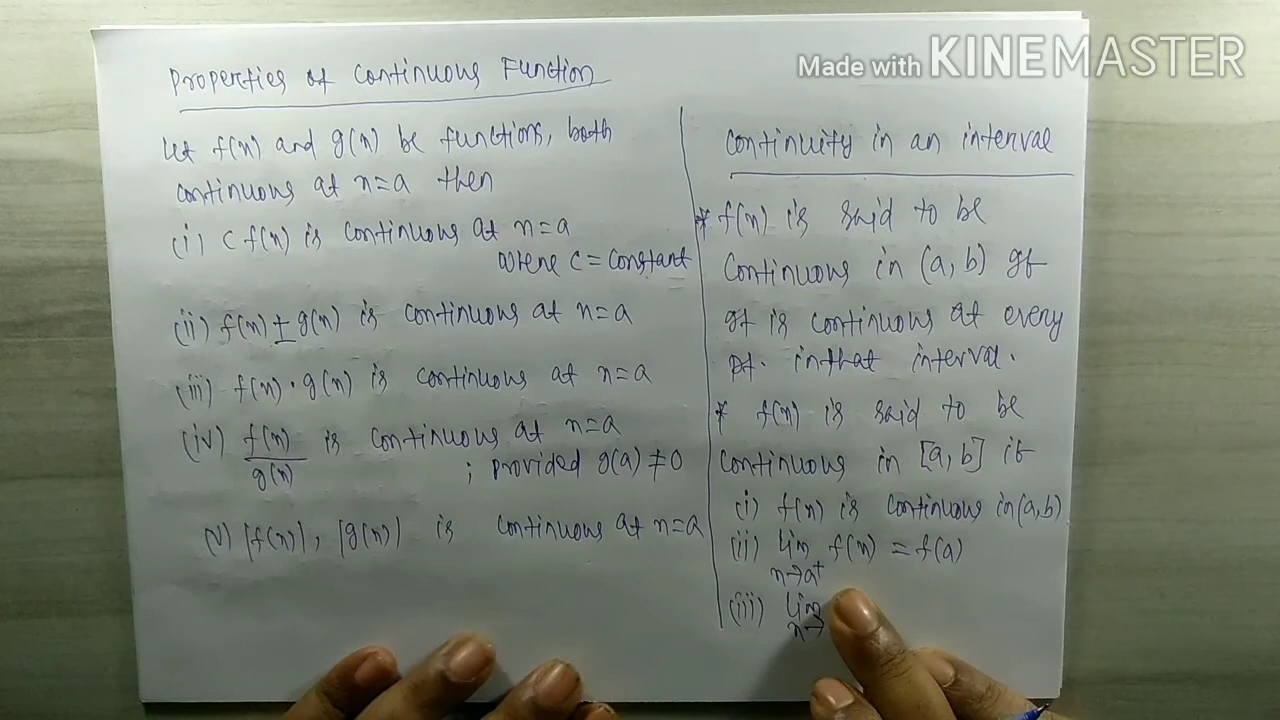 Made with KINEMASTER
Properties of Continuous Function
Let f(x) and g(x) be functions, both
continuous at x=a then
(i) c f(x) is continuous at x=a
where c = constant
(ii) f(x) ± g(x) is continuous at x=a
(iii) f(x) · g(x) is continuous at x=a
(iv) f(x)/g(x) is continuous at x=a
; provided g(a) ≠ 0
(v) |f(x)|, |g(x)| is continuous at x=a
Continuity in an interval
* f(x) is said to be
continuous in (a,b) If
It is continuous at every
pt. in that interval.
* f(x) is said to be
continuous in [a,b] if
(i) f(x) is continuous in (a,b)
(ii) lim f(x) = f(a)
x→a⁺
(iii) lim
x→